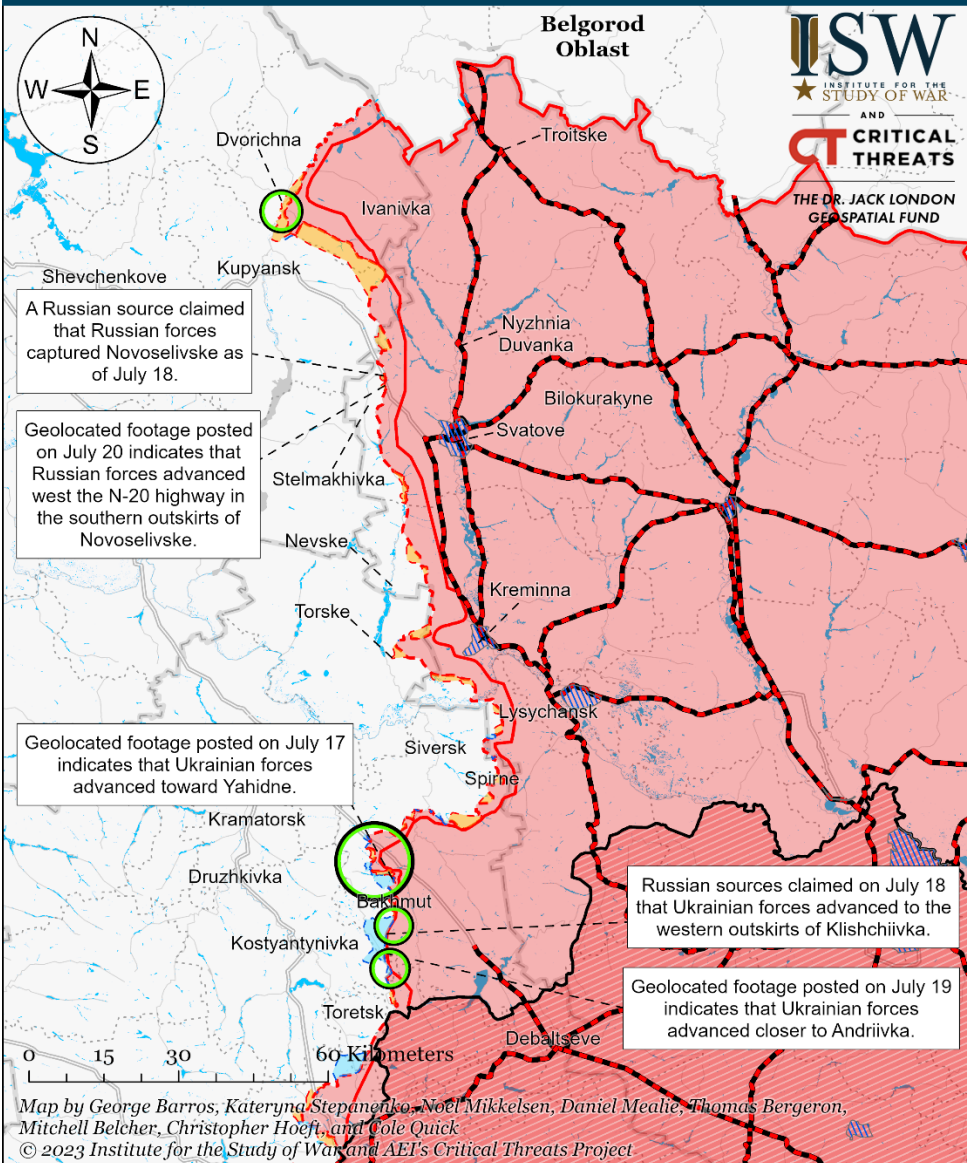 N
W
E
S
Belgorod
Oblast
ISW
INSTITUTE FOR THE
STUDY OF WAR
AND
CT CRITICAL
THREATS
THE DR. JACK LONDON
GEOSPATIAL FUND
Dvorichna
Troitske
Ivanivka
Kupyansk
Shevchenkove
A Russian source claimed
that Russian forces
captured Novoselivske as
of July 18.
Nyzhnia
Duvanka
Bilokurakyne
Svatove
Geolocated footage posted
on July 20 indicates that
Russian forces advanced
west the N-20 highway in
the southern outskirts of
Novoselivske.
Stelmakhivka
Nevske
Torske
Kreminna
Lysychansk
Siversk
Spirne
Geolocated footage posted on July 17
indicates that Ukrainian forces
advanced toward Yahidne.
Kramatorsk
Druzhkivka
Bakhmut
Kostyantynivka
Russian sources claimed on July 18
that Ukrainian forces advanced to the
western outskirts of Klishchiivka.
Geolocated footage posted on July 19
indicates that Ukrainian forces
advanced closer to Andriivka.
Toretsk
Debaltseve
0 15 30 60 Kilometers
Map by George Barros, Kateryna Stepanenko, Noel Mikkelsen, Daniel Mealie, Thomas Bergeron,
Mitchell Belcher, Christopher Hoeft, and Cole Quick
© 2023 Institute for the Study of War and AEI's Critical Threats Project